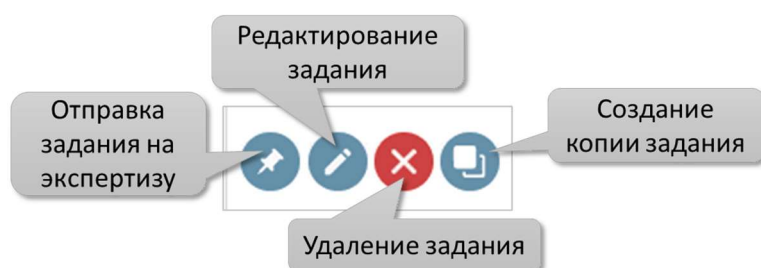 Редактирование
задания
Отправка
задания на
экспертизу
Создание
копии задания
Удаление задания